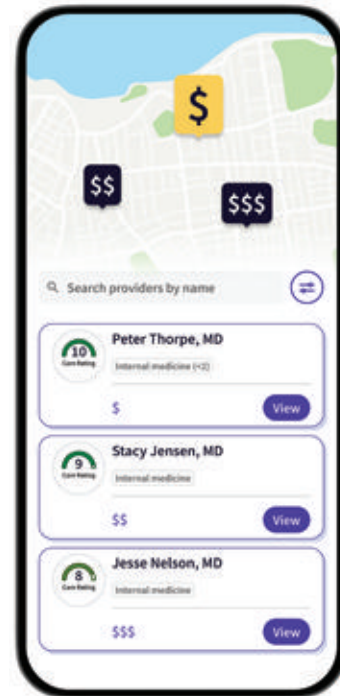 $
$$
$$$
Search providers by name
10
Care Rating
Peter Thorpe, MD
Internal medicine (+2)
$
View
9
Care Rating
Stacy Jensen, MD
Internal medicine
$$
View
8
Care Rating
Jesse Nelson, MD
Internal medicine
$$$
View